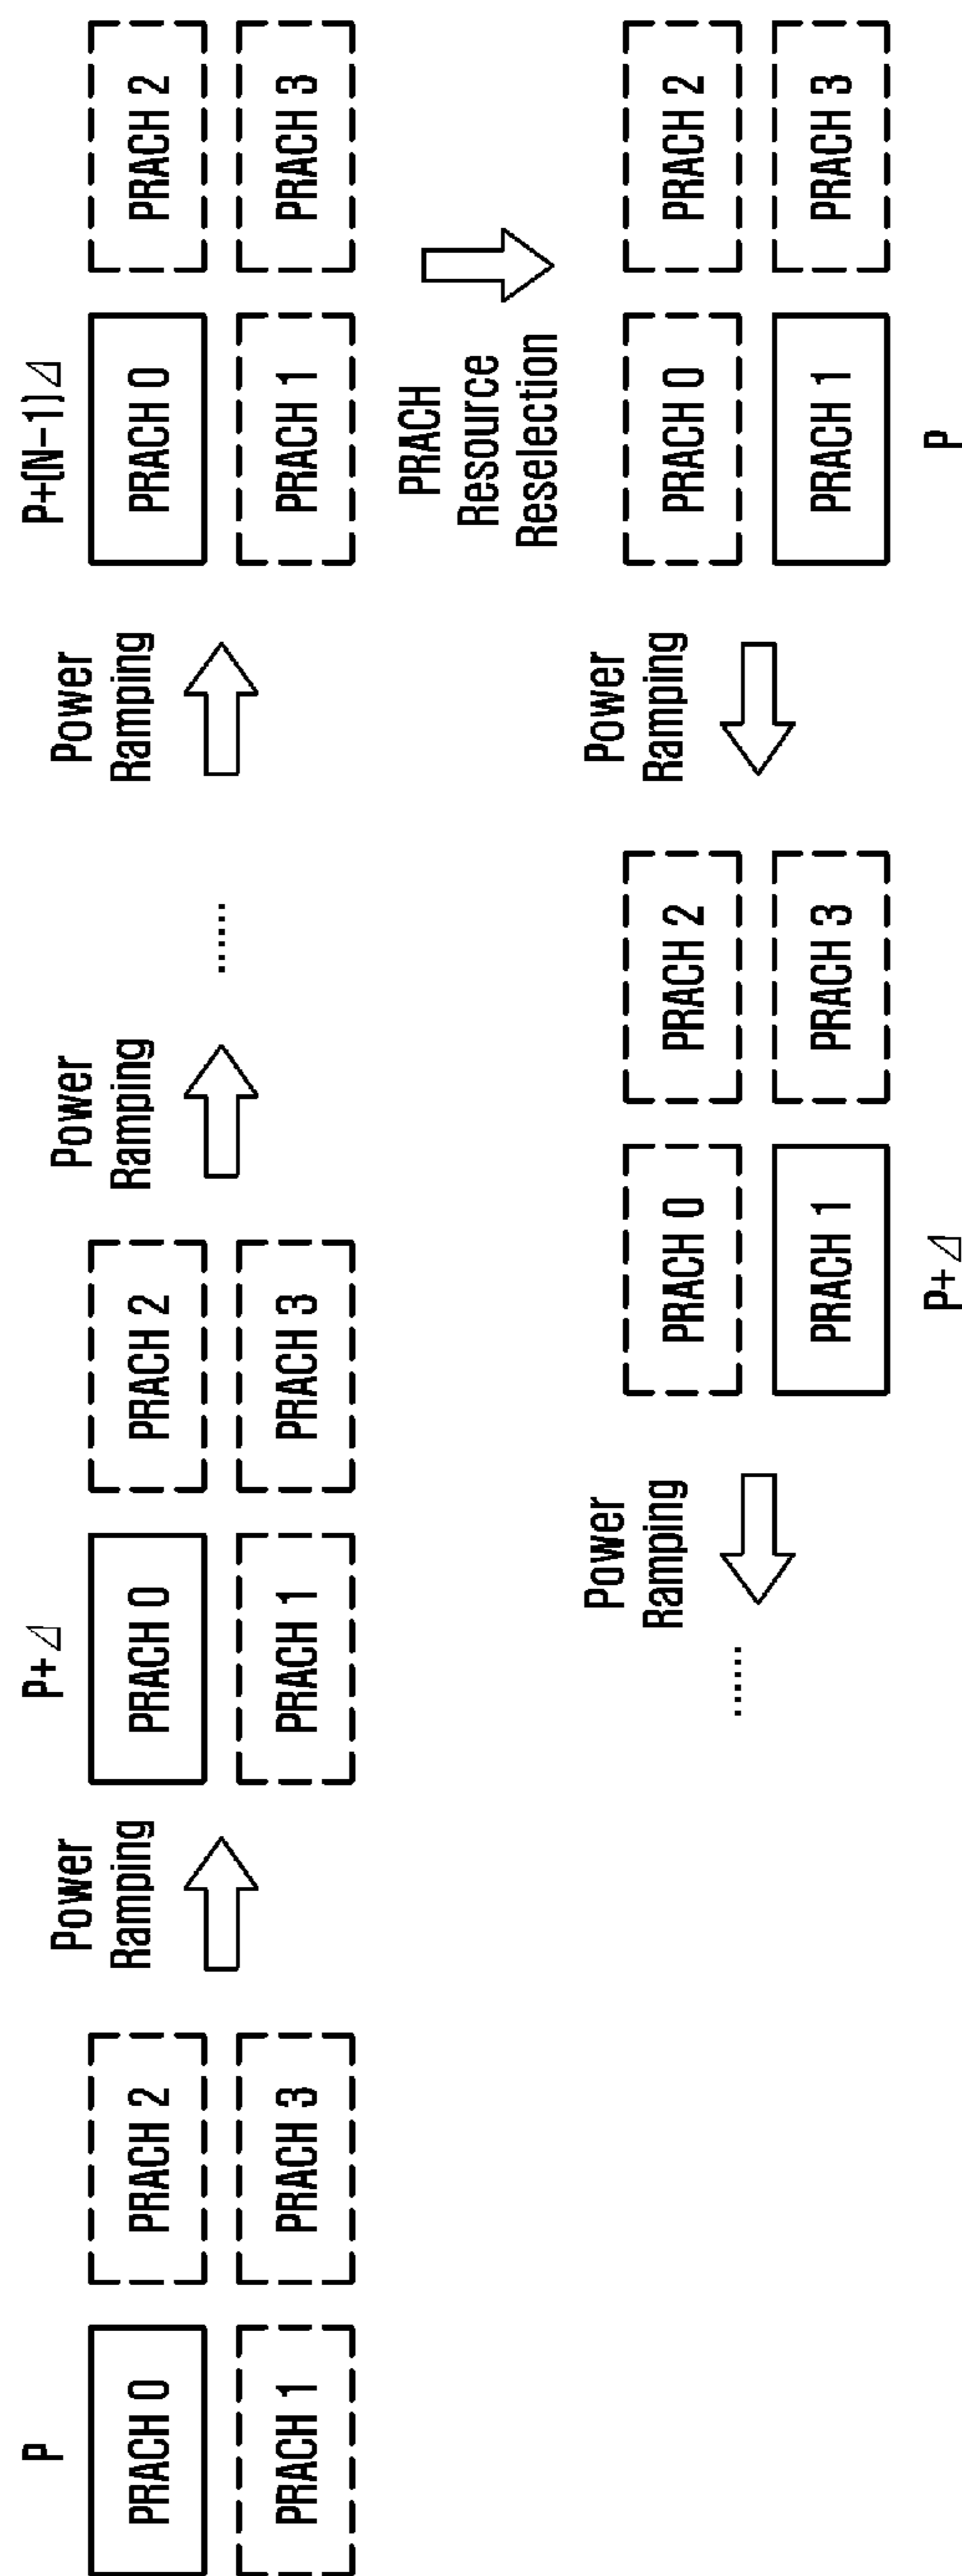 P
PRACH 0
PRACH 2
PRACH 1
PRACH 3
Power
Ramping
P+⊿
PRACH 0
PRACH 2
PRACH 1
PRACH 3
Power
Ramping
......
Power
Ramping
P+(N-1)⊿
PRACH 0
PRACH 2
PRACH 1
PRACH 3
PRACH
Resource
Reselection
PRACH 0
PRACH 2
PRACH 1
PRACH 3
P
Power
Ramping
PRACH 0
PRACH 2
PRACH 1
PRACH 3
P+⊿
Power
Ramping
......